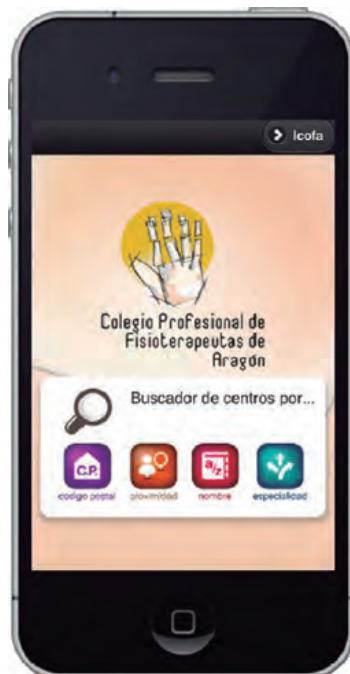 Icofa
Colegio Profesional de
Fisioterapeutas de
Aragón
Buscador de centros por...
C.P.
a/z
codigo postal
proximidad
nombre
especialidad